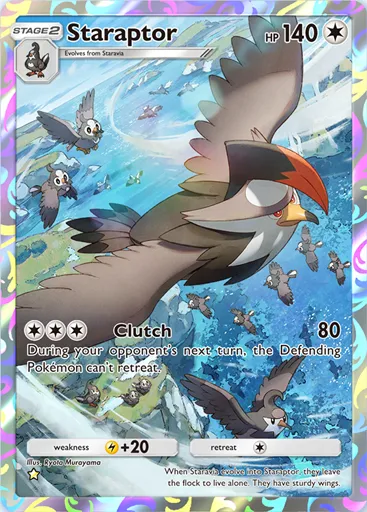 STAGE 2 Staraptor HP 140
Evolves from Staravia
Clutch 80
During your opponent's next turn, the Defending
Pokémon can't retreat.
weakness +20 retreat
Illus. Ryota Murayama
When Staravia evolve into Staraptor, they leave
the flock to live alone. They have sturdy wings.